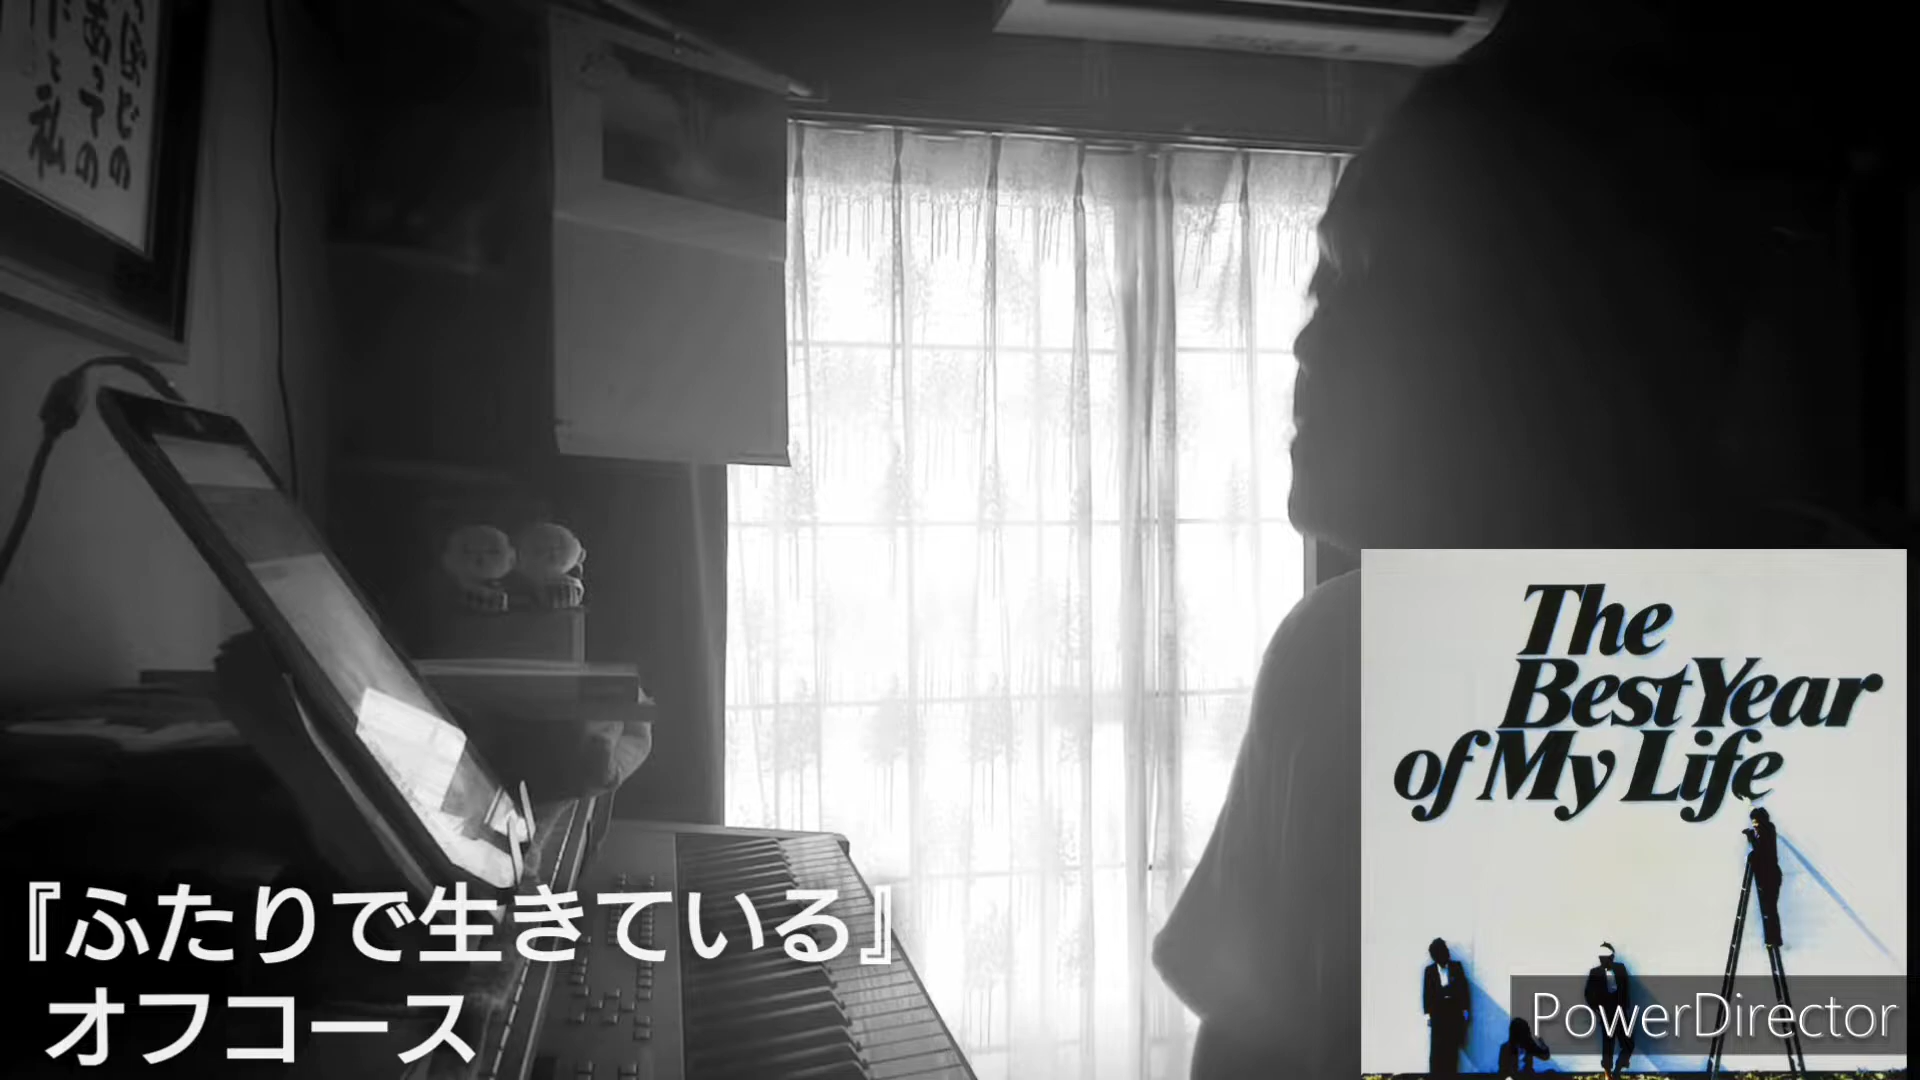 The
Best Year
of My Life
『ふたりで生きている』
オフコース
PowerDirector